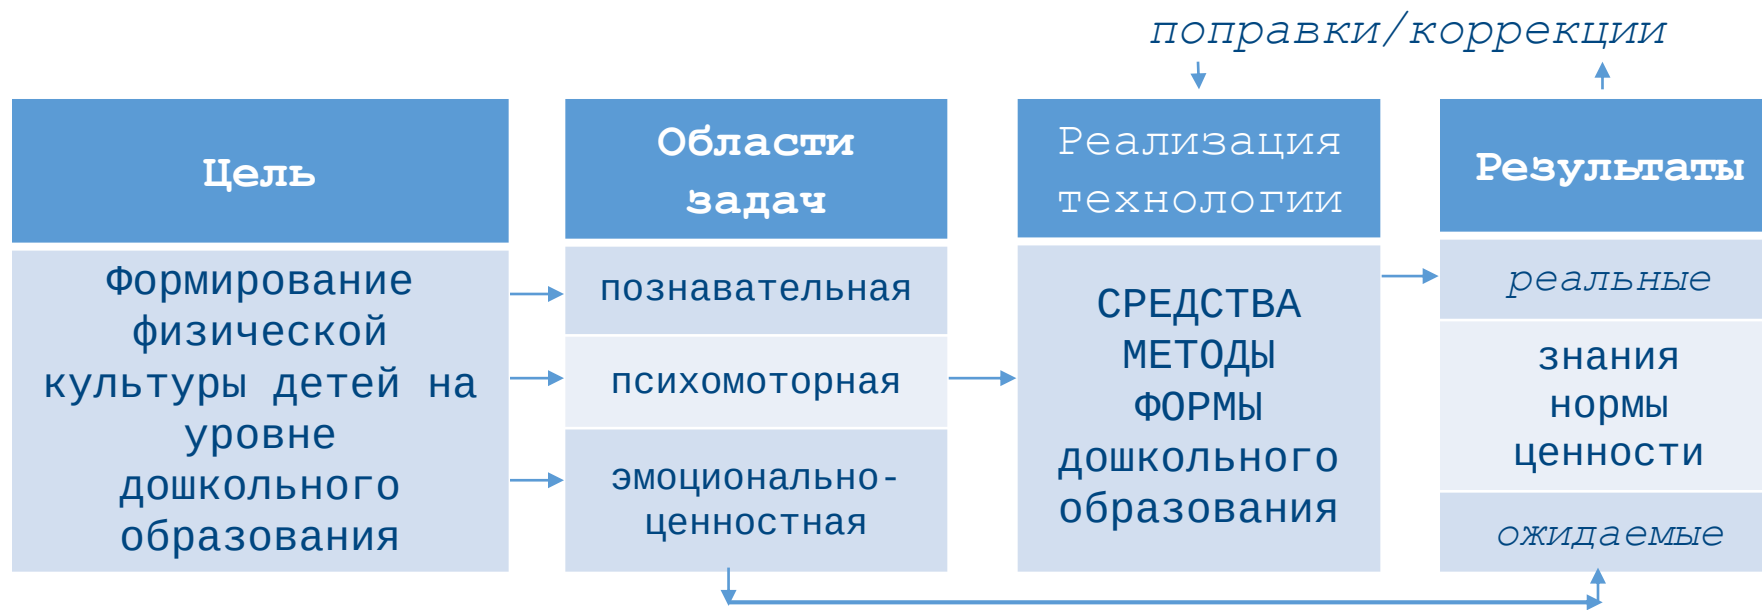 поправки/коррекции
Цель
Формирование
физической
культуры детей на
уровне
дошкольного
образования
Области
задач
познавательная
психомоторная
эмоционально-
ценностная
Реализация
технологии
СРЕДСТВА
МЕТОДЫ
ФОРМЫ
дошкольного
образования
Результаты
реальные
знания
нормы
ценности
ожидаемые